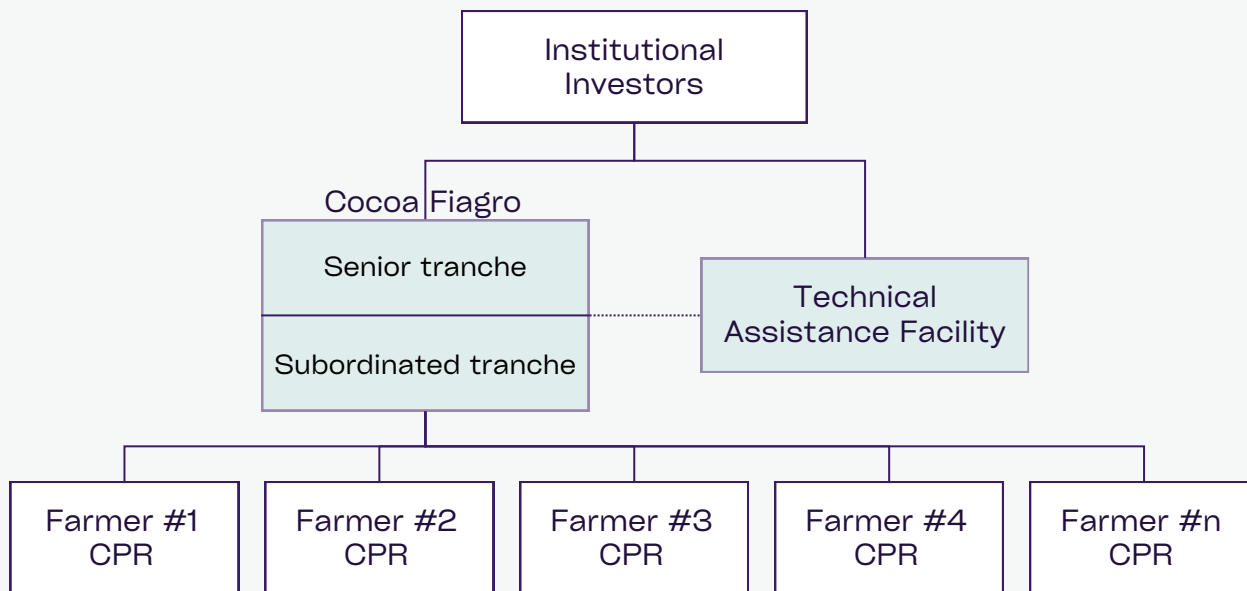 Institutional
Investors
Cocoa Fiagro
Senior tranche
Subordinated tranche
Technical
Assistance Facility
Farmer #1
CPR
Farmer #2
CPR
Farmer #3
CPR
Farmer #4
CPR
Farmer #n
CPR